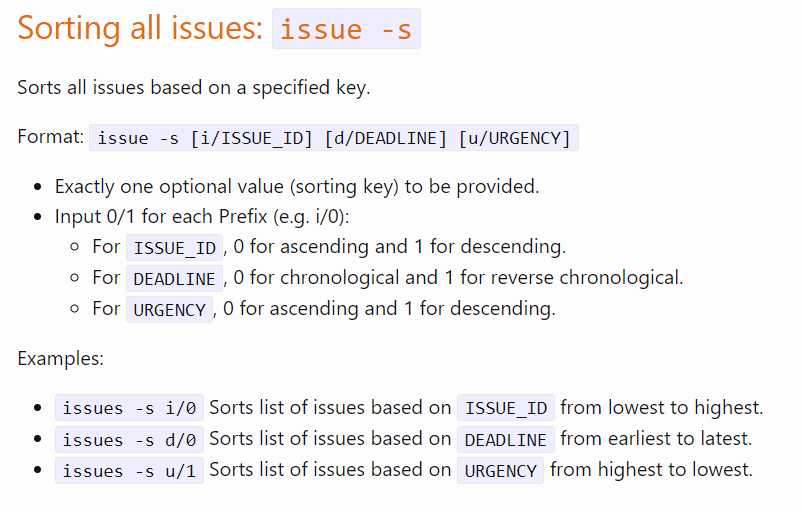 Sorting all issues: issue -s
Sorts all issues based on a specified key.
Format: issue -s [i/ISSUE_ID] [d/DEADLINE] [u/URGENCY]
Exactly one optional value (sorting key) to be provided.
Input 0/1 for each Prefix (e.g. i/0):
For ISSUE_ID, 0 for ascending and 1 for descending.
For DEADLINE, 0 for chronological and 1 for reverse chronological.
For URGENCY, 0 for ascending and 1 for descending.
Examples:
issues -s i/0 Sorts list of issues based on ISSUE_ID from lowest to highest.
issues -s d/0 Sorts list of issues based on DEADLINE from earliest to latest.
issues -s u/1 Sorts list of issues based on URGENCY from highest to lowest.